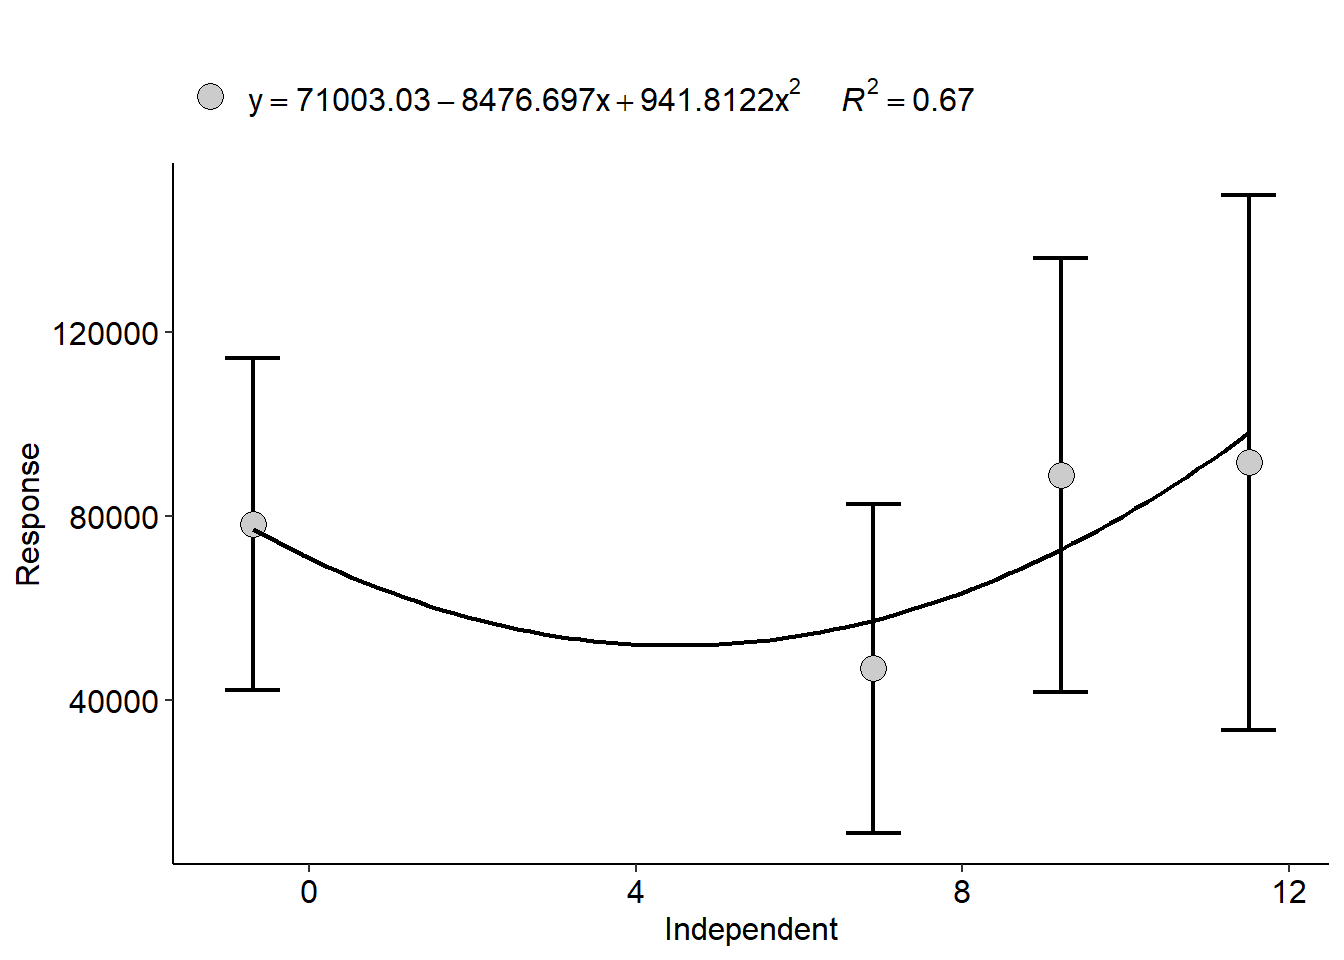 y = 71003.03 − 8476.697x + 941.8122x² R² = 0.67
120000
80000
40000
Response
0 4 8 12
Independent